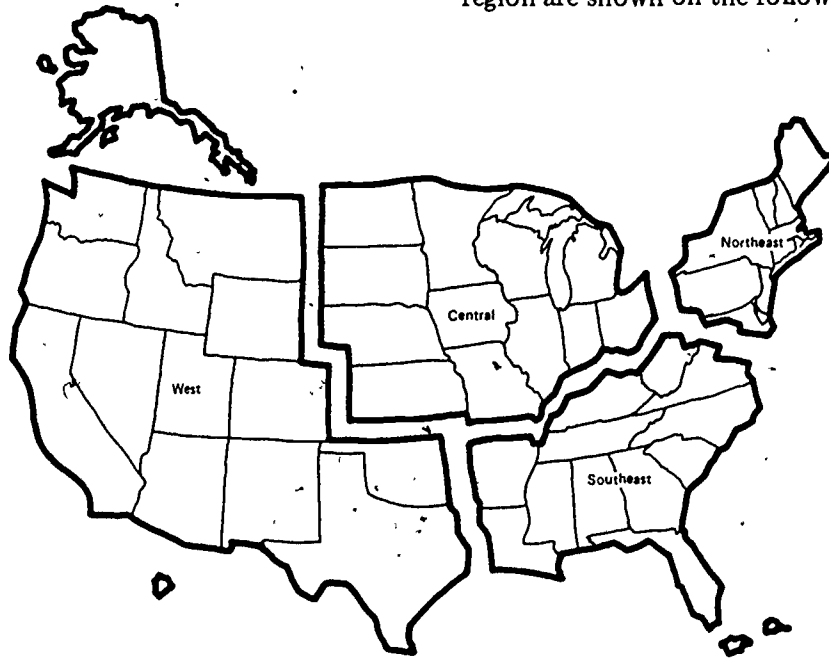 region are shown on the follow
Northeast
Central
West
Southeast